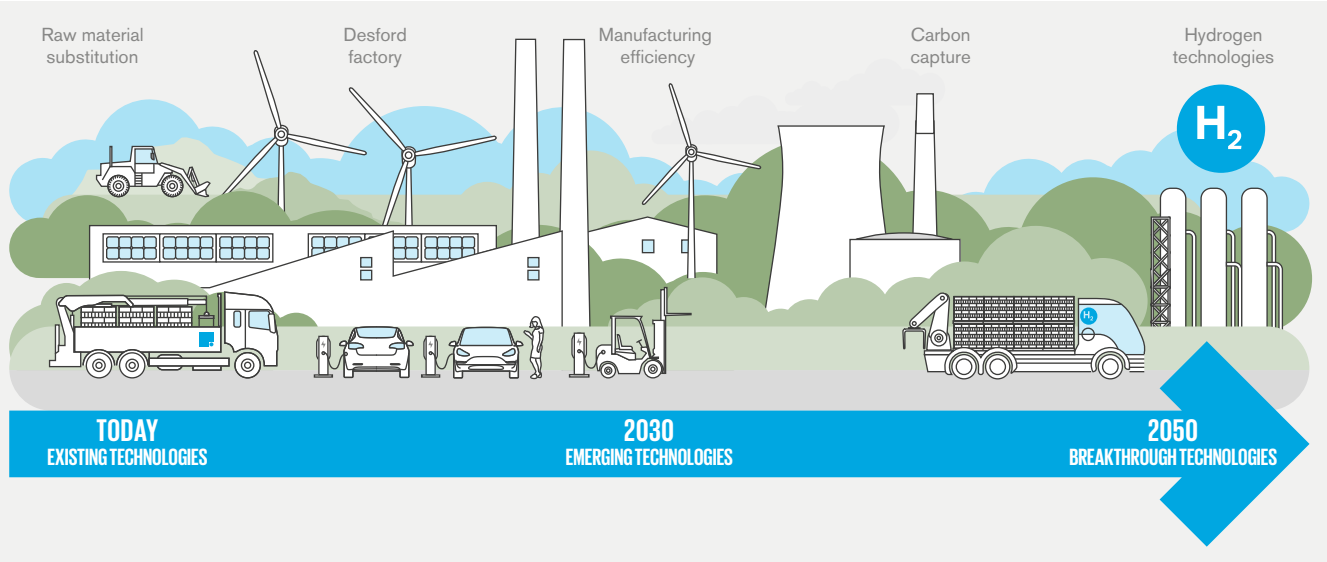 Raw material
substitution
Desford
factory
Manufacturing
efficiency
Carbon
capture
Hydrogen
technologies
H₂
H₂
TODAY
EXISTING TECHNOLOGIES
2030
EMERGING TECHNOLOGIES
2050
BREAKTHROUGH TECHNOLOGIES